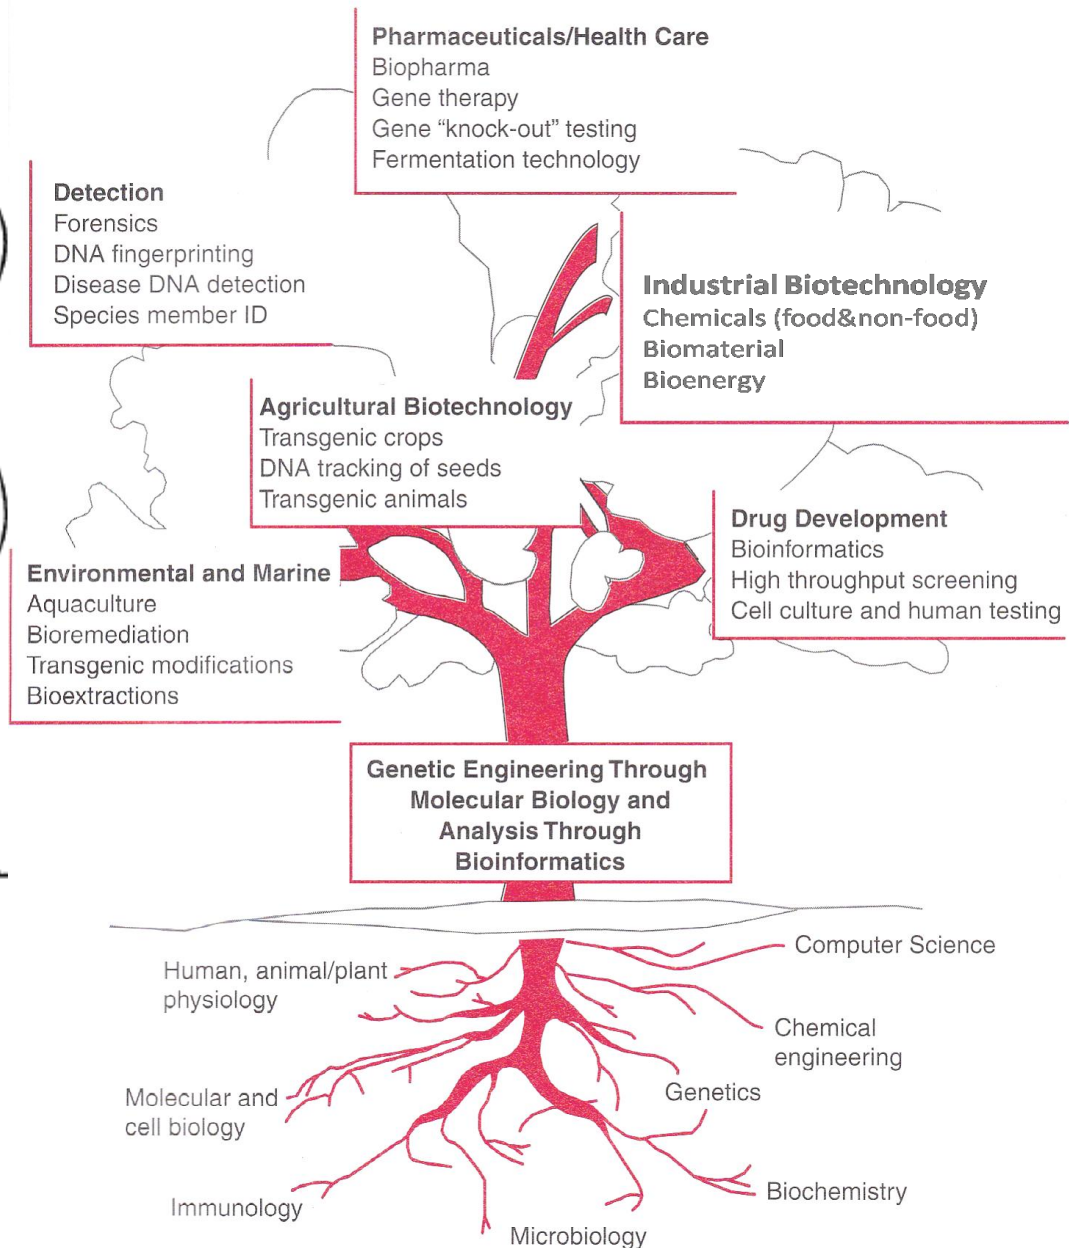 Pharmaceuticals/Health Care
Biopharma
Gene therapy
Gene “knock-out” testing
Fermentation technology
Detection
Forensics
DNA fingerprinting
Disease DNA detection
Species member ID
Industrial Biotechnology
Chemicals (food&non-food)
Biomaterial
Bioenergy
Agricultural Biotechnology
Transgenic crops
DNA tracking of seeds
Transgenic animals
Drug Development
Bioinformatics
High throughput screening
Cell culture and human testing
Environmental and Marine
Aquaculture
Bioremediation
Transgenic modifications
Bioextractions
Genetic Engineering Through
Molecular Biology and
Analysis Through
Bioinformatics
Human, animal/plant
physiology
Computer Science
Chemical
engineering
Molecular and
cell biology
Genetics
Immunology
Biochemistry
Microbiology